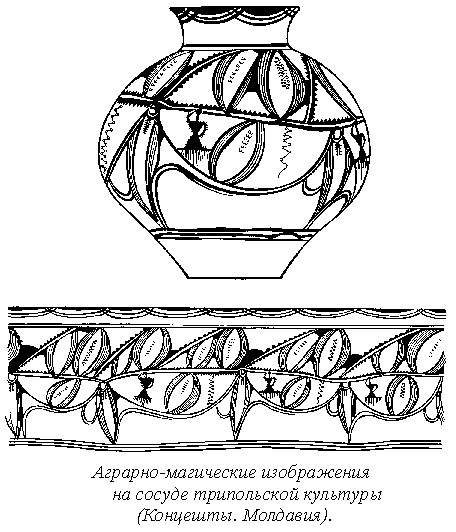 Аграрно-магические изображения
на сосуде трипольской культуры
(Концешты. Молдавия).